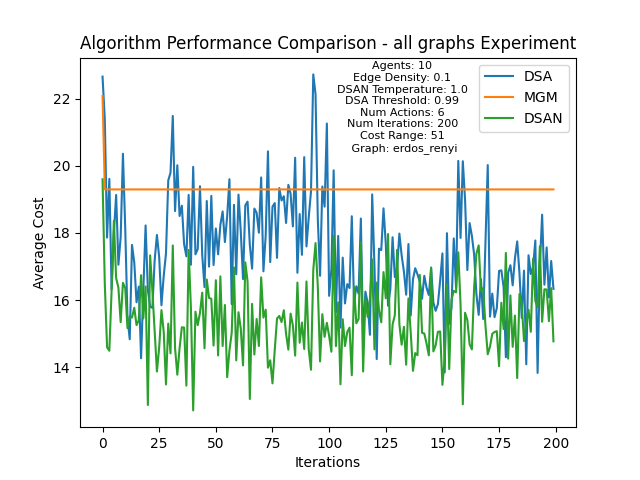 Algorithm Performance Comparison - all graphs Experiment
Agents: 10
Edge Density: 0.1
DSAN Temperature: 1.0
DSA Threshold: 0.99
Num Actions: 6
Num Iterations: 200
Cost Range: 51
Graph: erdos_renyi
DSA
MGM
DSAN
Average Cost
22
20
18
16
14
0
25
50
75
100
125
150
175
200
Iterations